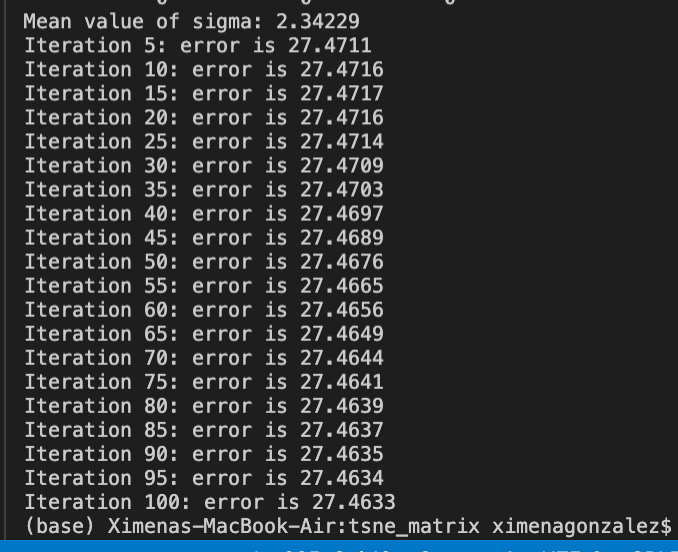 Mean value of sigma: 2.34229
Iteration 5: error is 27.4711
Iteration 10: error is 27.4716
Iteration 15: error is 27.4717
Iteration 20: error is 27.4716
Iteration 25: error is 27.4714
Iteration 30: error is 27.4709
Iteration 35: error is 27.4703
Iteration 40: error is 27.4697
Iteration 45: error is 27.4689
Iteration 50: error is 27.4676
Iteration 55: error is 27.4665
Iteration 60: error is 27.4656
Iteration 65: error is 27.4649
Iteration 70: error is 27.4644
Iteration 75: error is 27.4641
Iteration 80: error is 27.4639
Iteration 85: error is 27.4637
Iteration 90: error is 27.4635
Iteration 95: error is 27.4634
Iteration 100: error is 27.4633
(base) Ximenas-MacBook-Air:tsne_matrix ximenagonzalez$